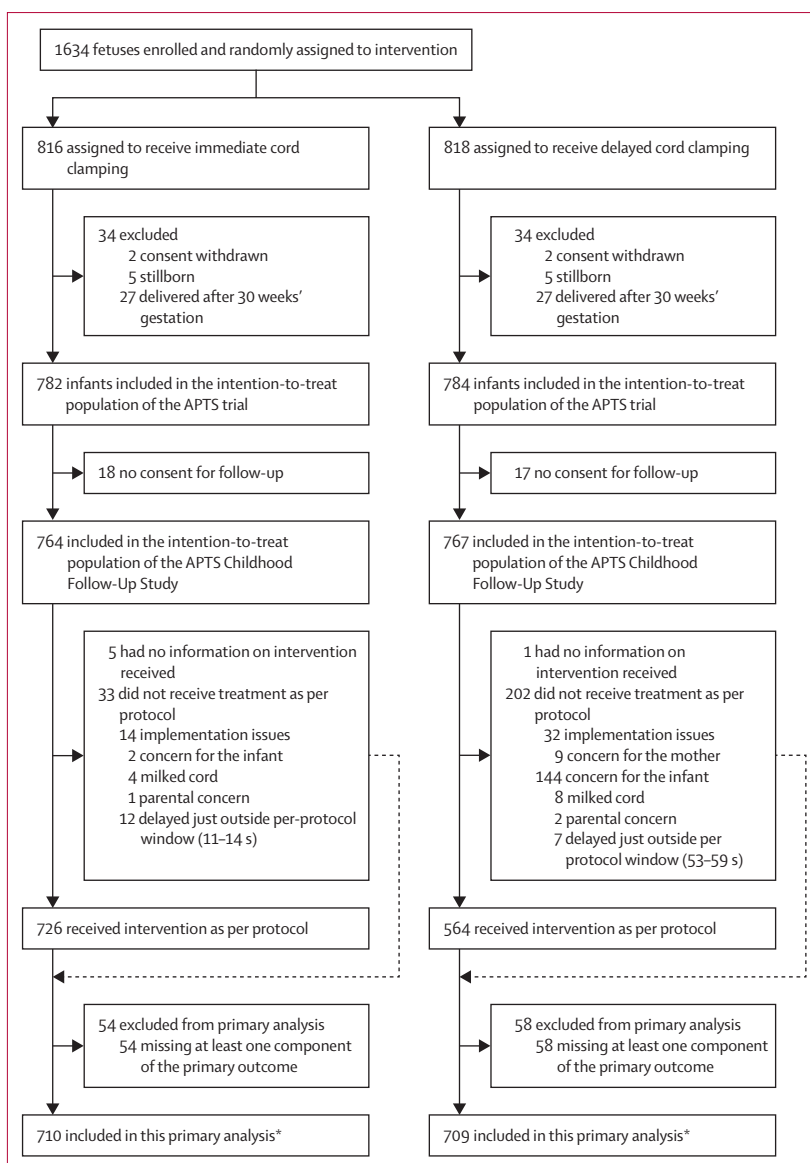 1634 fetuses enrolled and randomly assigned to intervention
816 assigned to receive immediate cord
clamping
818 assigned to receive delayed cord clamping
34 excluded
2 consent withdrawn
5 stillborn
27 delivered after 30 weeks'
gestation
34 excluded
2 consent withdrawn
5 stillborn
27 delivered after 30 weeks'
gestation
782 infants included in the intention-to-treat
population of the APTS trial
784 infants included in the intention-to-treat
population of the APTS trial
18 no consent for follow-up
17 no consent for follow-up
764 included in the intention-to-treat
population of the APTS Childhood
Follow-Up Study
767 included in the intention-to-treat
population of the APTS Childhood
Follow-Up Study
5 had no information on intervention
received
33 did not receive treatment as per
protocol
14 implementation issues
2 concern for the infant
4 milked cord
1 parental concern
12 delayed just outside per-protocol
window (11–14 s)
1 had no information on
intervention received
202 did not receive treatment as per
protocol
32 implementation issues
9 concern for the mother
144 concern for the infant
8 milked cord
2 parental concern
7 delayed just outside per
protocol window (53–59 s)
726 received intervention as per protocol
564 received intervention as per protocol
54 excluded from primary analysis
54 missing at least one component
of the primary outcome
58 excluded from primary analysis
58 missing at least one component
of the primary outcome
710 included in this primary analysis*
709 included in this primary analysis*